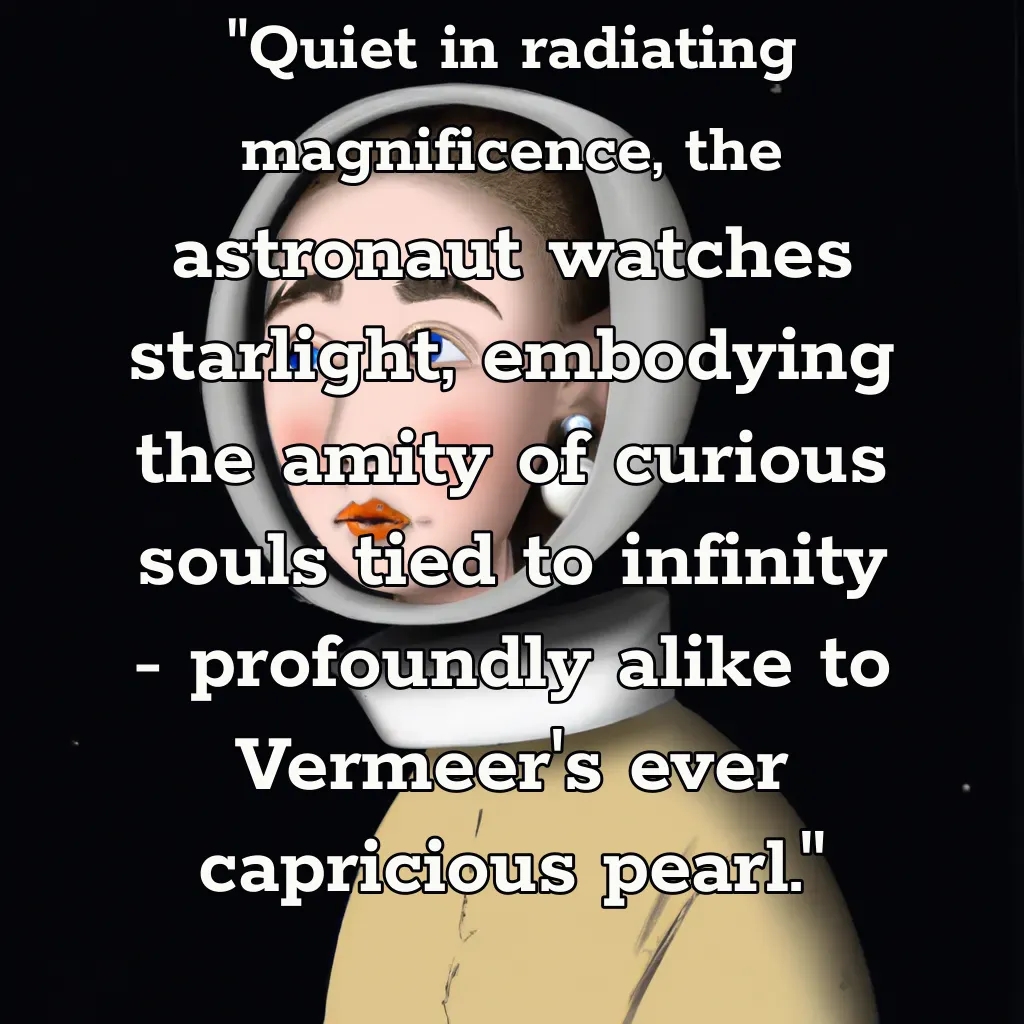 "Quiet in radiating
magnificence, the
astronaut watches
starlight, embodying
the amity of curious
souls tied to infinity
- profoundly alike to
Vermeer's ever
capricious pearl."